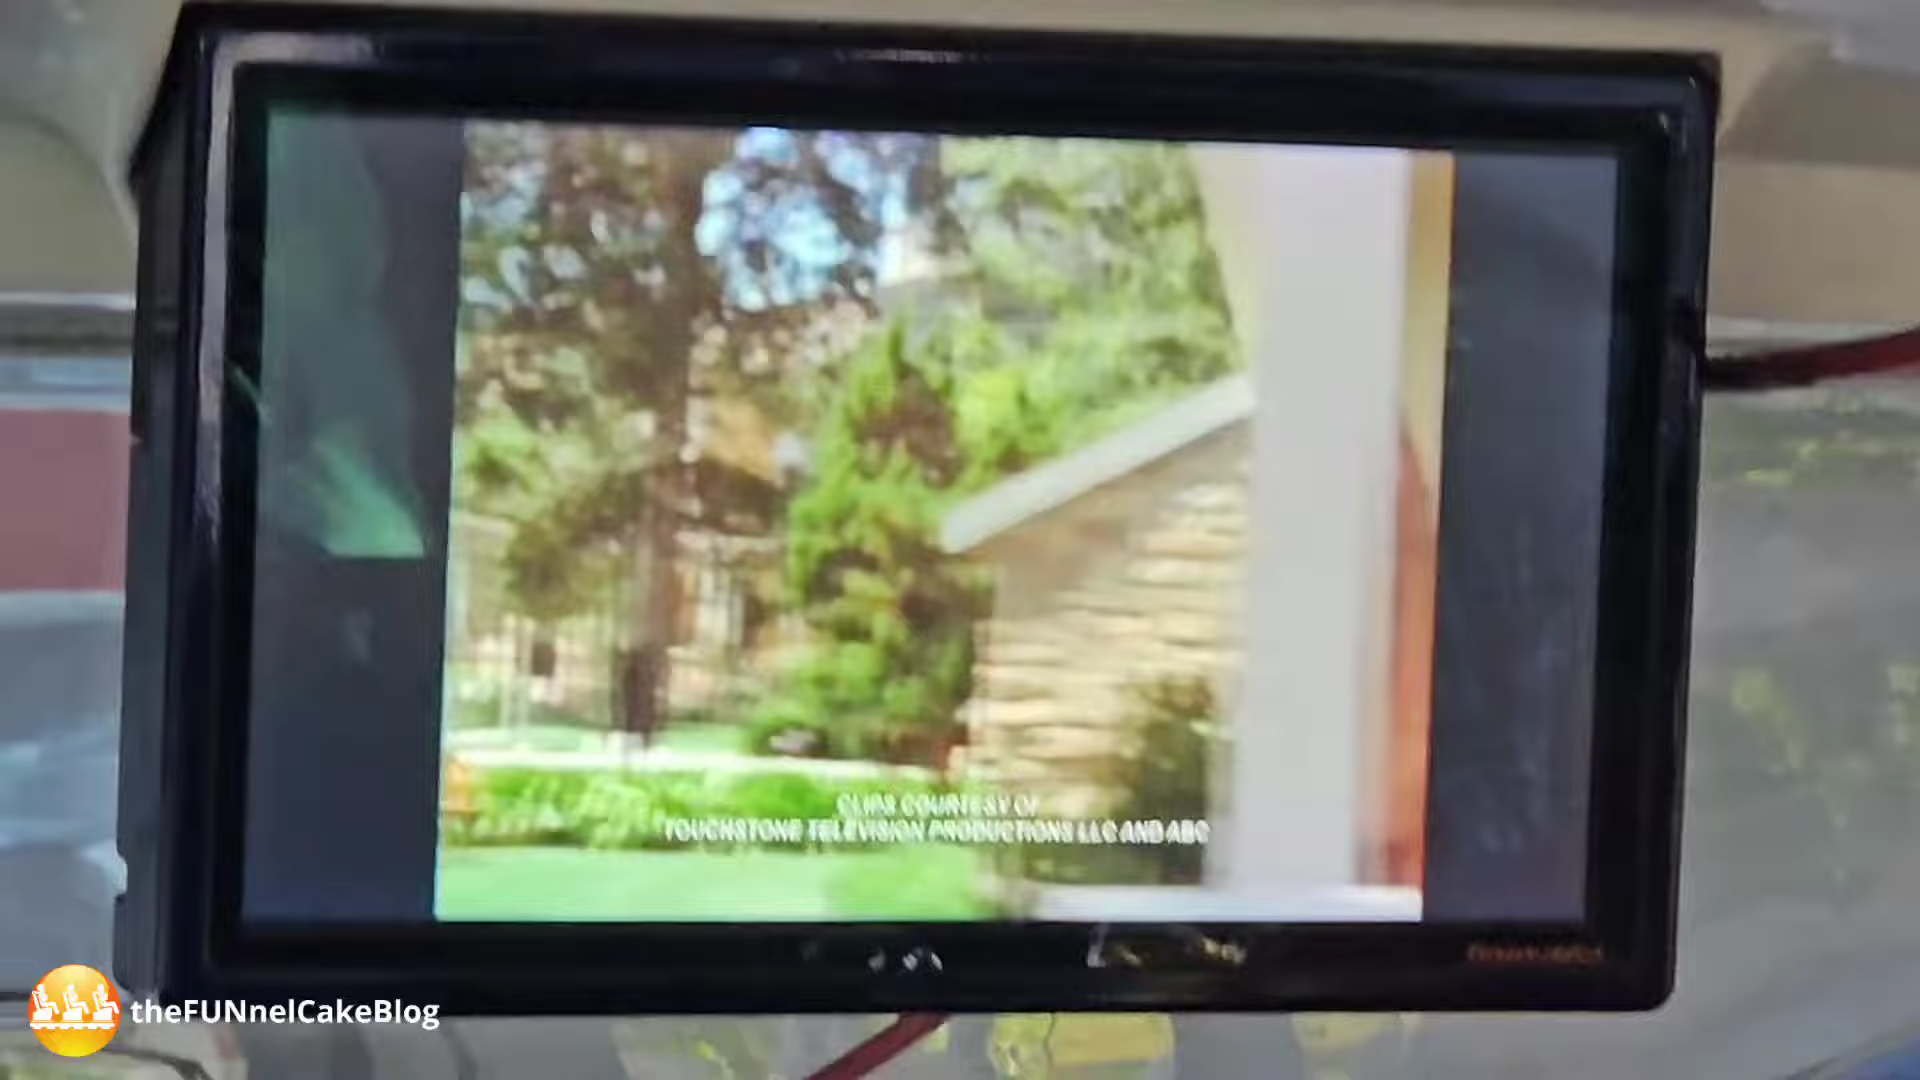 CLIPS COURTESY OF
TOUCHSTONE TELEVISION PRODUCTIONS LLC AND ABC
theFUNnelCakeBlog